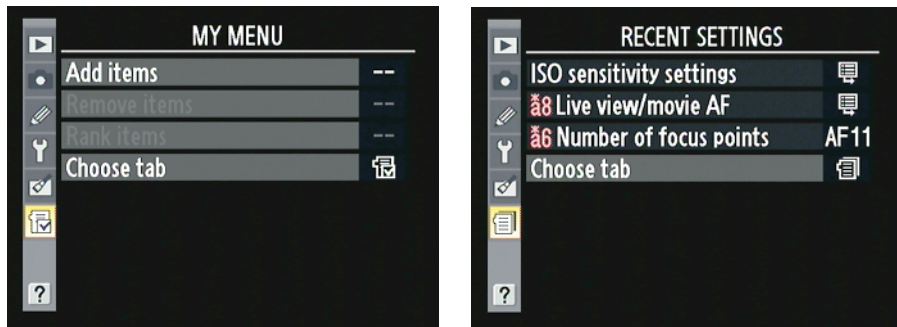 MY MENU
Add items --
Remove items --
Rank items --
Choose tab
?
RECENT SETTINGS
ISO sensitivity settings
a8 Live view/movie AF
a6 Number of focus points AF11
Choose tab
?